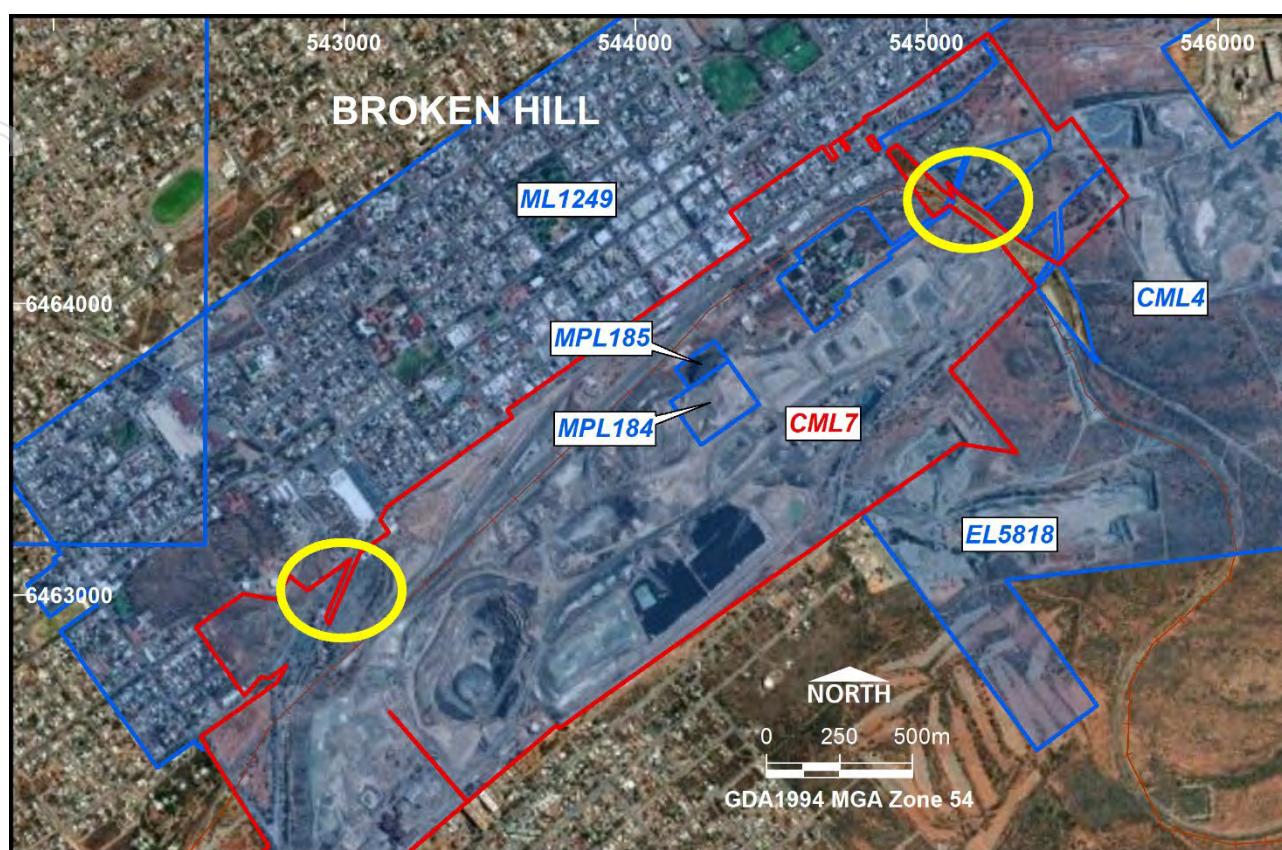 543000
544000
545000
546000
BROKEN HILL
ML1249
6464000
CML4
MPL185
MPL184
CML7
EL5818
6463000
NORTH
0 250 500m
GDA1994 MGA Zone 54